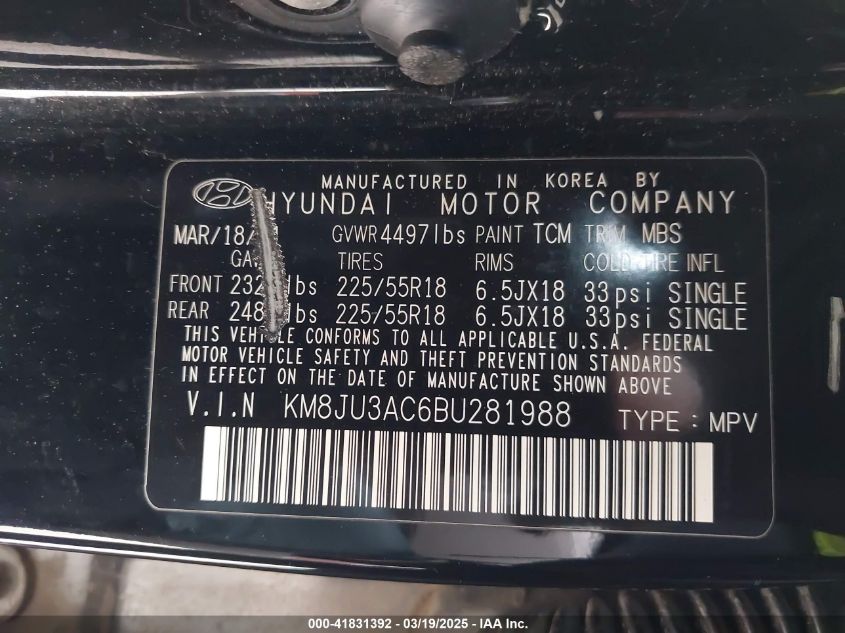 MANUFACTURED IN KOREA BY
HYUNDAI MOTOR COMPANY
MAR/18/ GVWR 4497lbs PAINT TCM TRIM MBS
TIRES RIMS COLD TIRE INFL
FRONT lbs 225/55R18 6.5JX18 33psi SINGLE
REAR lbs 225/55R18 6.5JX18 33psi SINGLE
THIS VEHICLE CONFORMS TO ALL APPLICABLE U.S.A. FEDERAL
MOTOR VEHICLE SAFETY AND THEFT PREVENTION STANDARDS
IN EFFECT ON THE DATE OF MANUFACTURE SHOWN ABOVE
V.I.N KM8JU3AC6BU281988 TYPE : MPV
000-41831392 - 03/19/2025 - IAA Inc.